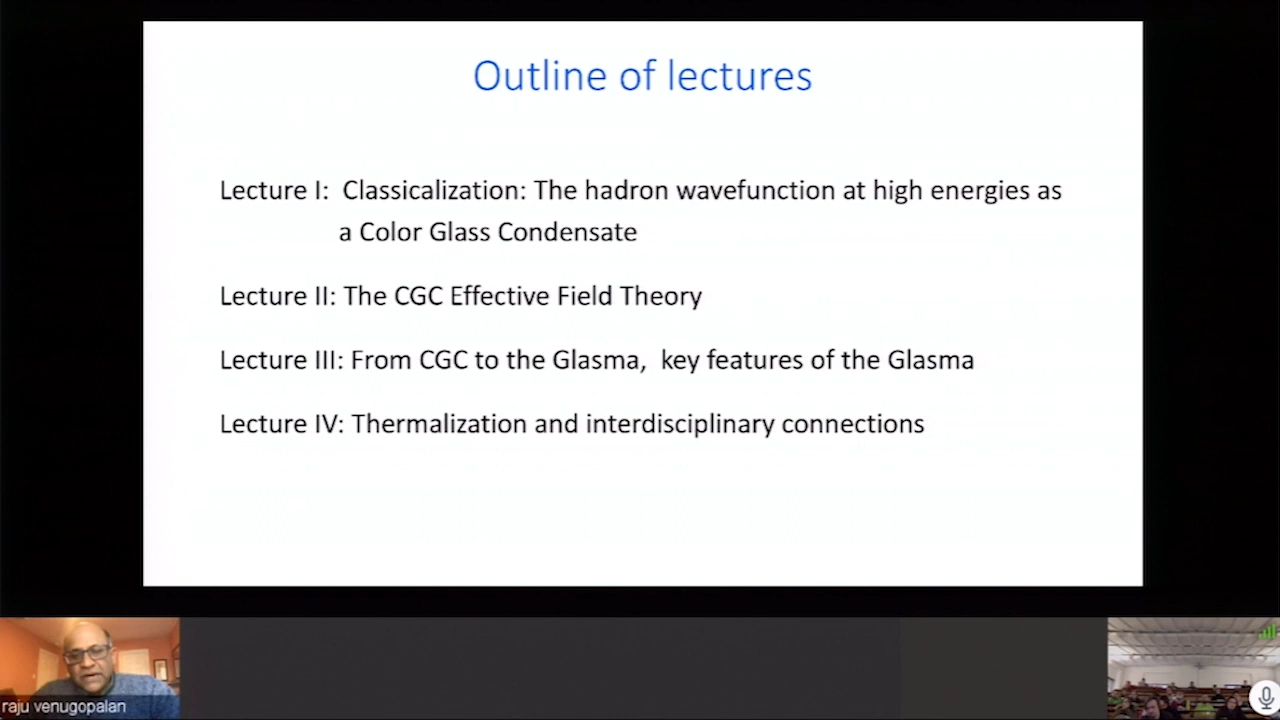 Outline of lectures
Lecture I: Classicalization: The hadron wavefunction at high energies as
a Color Glass Condensate
Lecture II: The CGC Effective Field Theory
Lecture III: From CGC to the Glasma, key features of the Glasma
Lecture IV: Thermalization and interdisciplinary connections
raju venugopalan